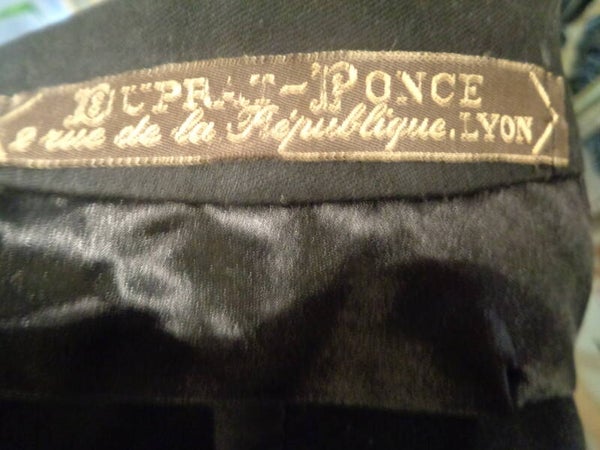 DUPRAT-PONCE
2 rue de la République. LYON